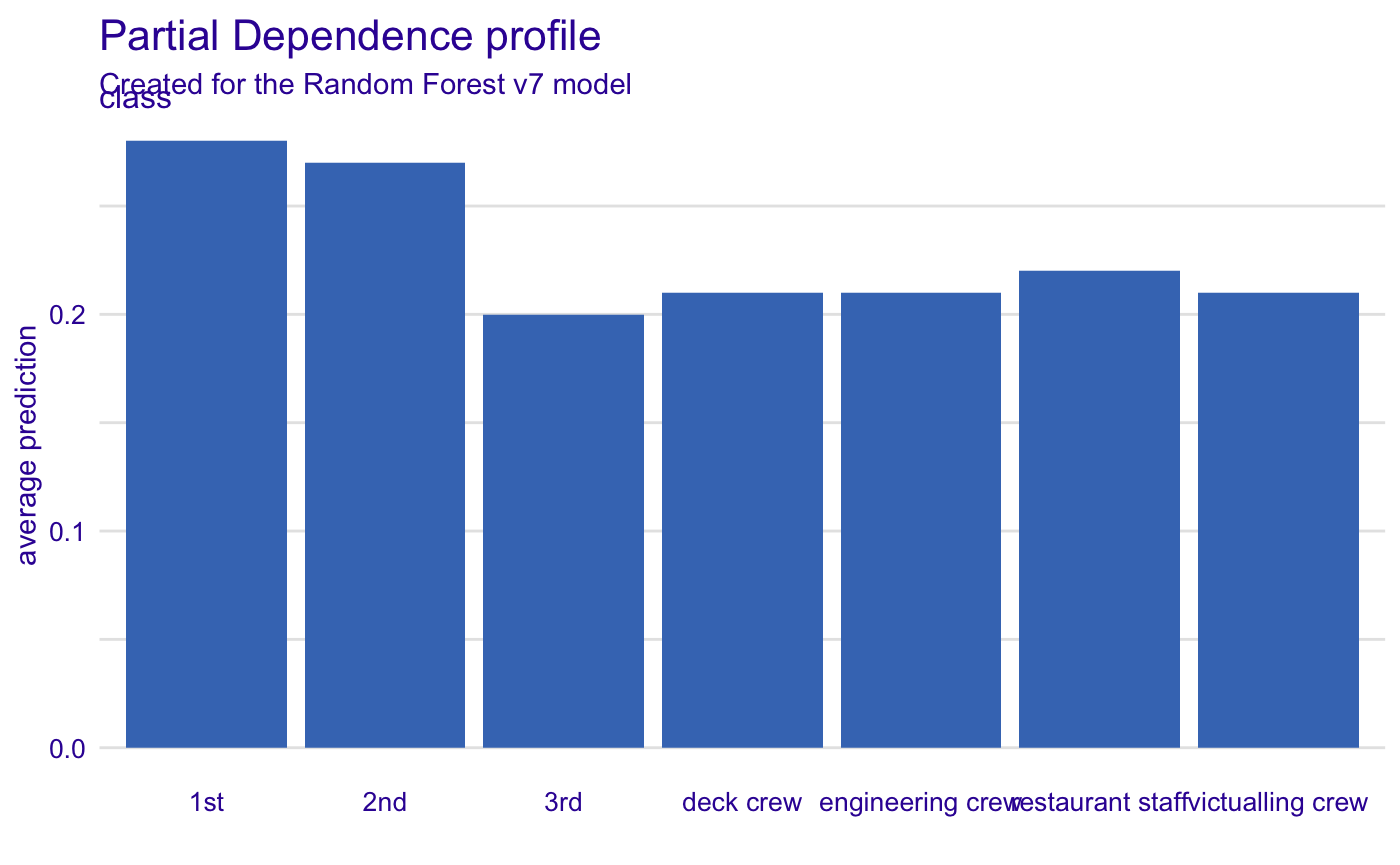 Partial Dependence profile
Created for the Random Forest v7 model
class
average prediction
0.2
0.1
0.0
1st 2nd 3rd deck crew engineering crew restaurant staff victualling crew